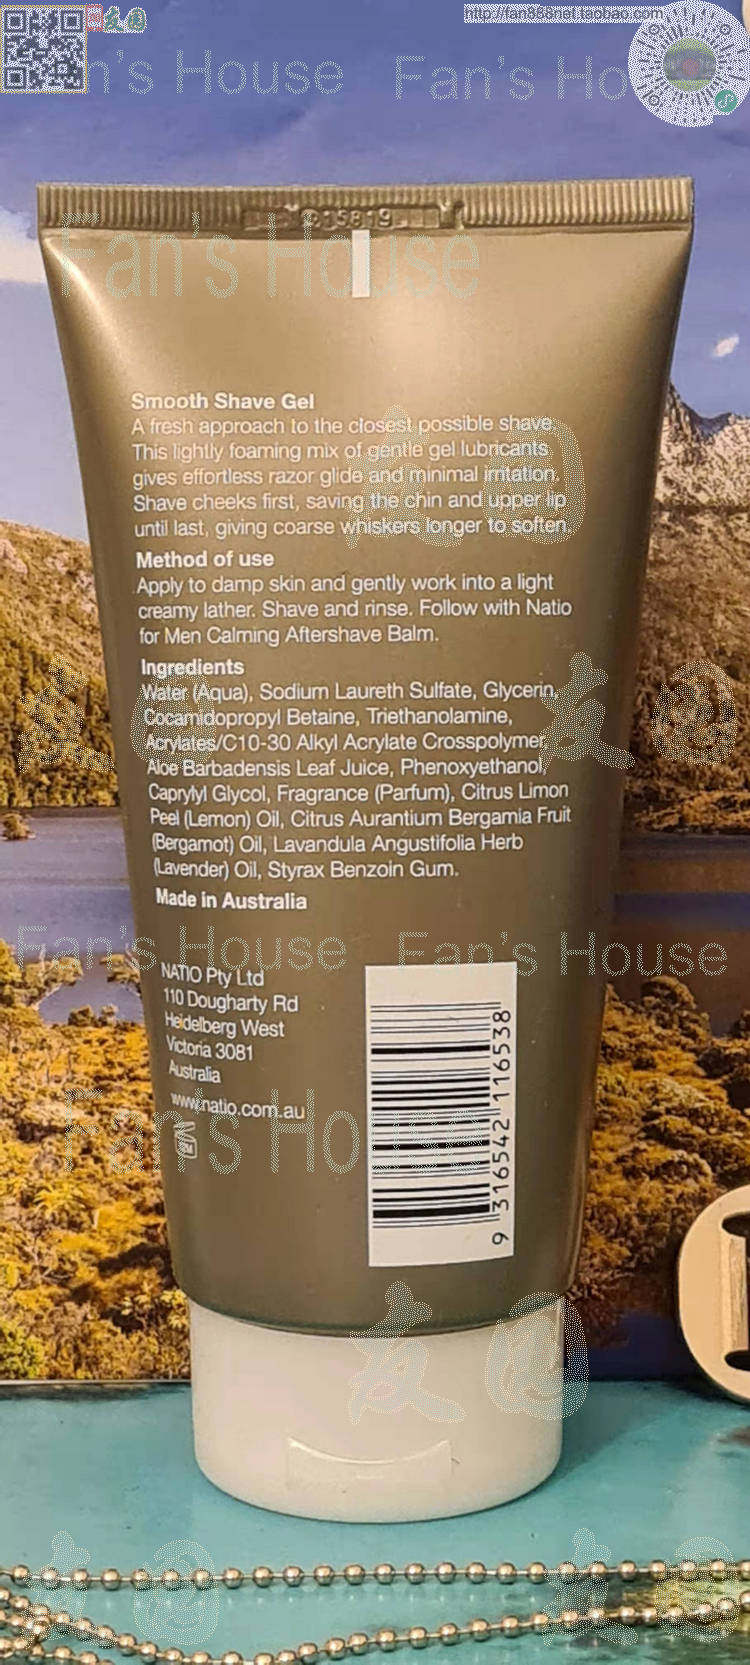 http://fan886net.taobao.com
Fan's House
Fan's House
015819
Fan's House
Smooth Shave Gel
A fresh approach to the closest possible shave.
This lightly foaming mix of gentle gel lubricants
gives effortless razor glide and minimal irritation.
Shave cheeks first, saving the chin and upper lip
until last, giving coarse whiskers longer to soften.
Method of use
Apply to damp skin and gently work into a light
creamy lather. Shave and rinse. Follow with Natio
for Men Calming Aftershave Balm.
Ingredients
Water (Aqua), Sodium Laureth Sulfate, Glycerin,
Cocamidopropyl Betaine, Triethanolamine,
Acrylates/C10-30 Alkyl Acrylate Crosspolymer,
Aloe Barbadensis Leaf Juice, Phenoxyethanol,
Caprylyl Glycol, Fragrance (Parfum), Citrus Limon
Peel (Lemon) Oil, Citrus Aurantium Bergamia Fruit
(Bergamot) Oil, Lavandula Angustifolia Herb
(Lavender) Oil, Styrax Benzoin Gum.
Made in Australia
Fan's House
Fan's House
NATIO Pty Ltd
110 Dougharty Rd
Heidelberg West
Victoria 3081
Australia
www.natio.com.au
Fan's House
9 316542 116538